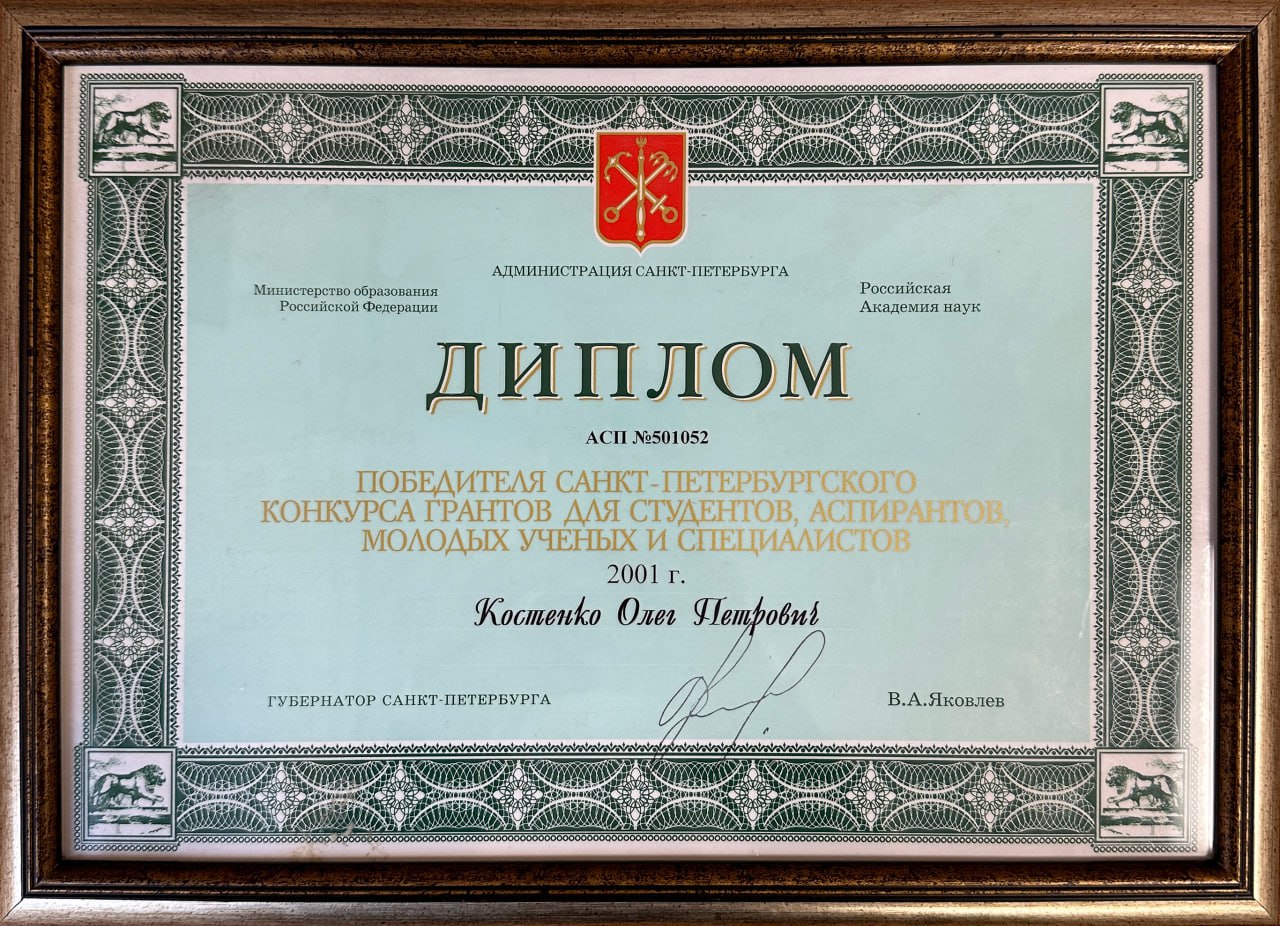 АДМИНИСТРАЦИЯ САНКТ-ПЕТЕРБУРГА
Министерство образования
Российской Федерации
Российская
Академия наук
ДИПЛОМ
АСП №501052
ПОБЕДИТЕЛЯ САНКТ-ПЕТЕРБУРГСКОГО
КОНКУРСА ГРАНТОВ ДЛЯ СТУДЕНТОВ, АСПИРАНТОВ,
МОЛОДЫХ УЧЕНЫХ И СПЕЦИАЛИСТОВ
2001 г.
Костенко Олег Петрович
ГУБЕРНАТОР САНКТ-ПЕТЕРБУРГА
В.А.Яковлев